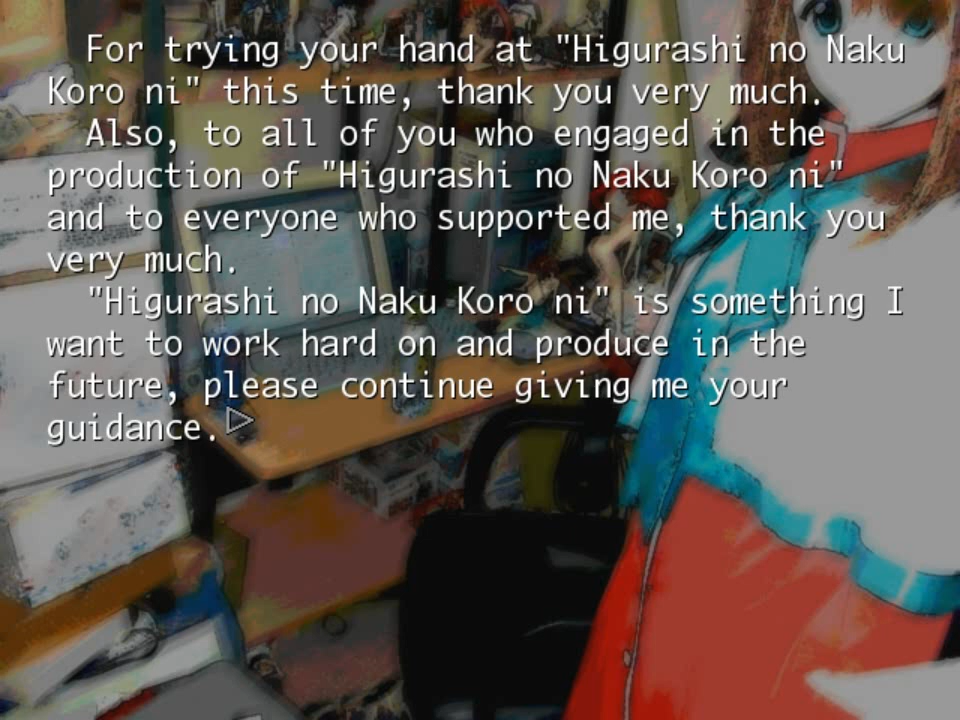 For trying your hand at "Higurashi no Naku
Koro ni" this time, thank you very much.
Also, to all of you who engaged in the
production of "Higurashi no Naku Koro ni"
and to everyone who supported me, thank you
very much.
"Higurashi no Naku Koro ni" is something I
want to work hard on and produce in the
future, please continue giving me your
guidance.